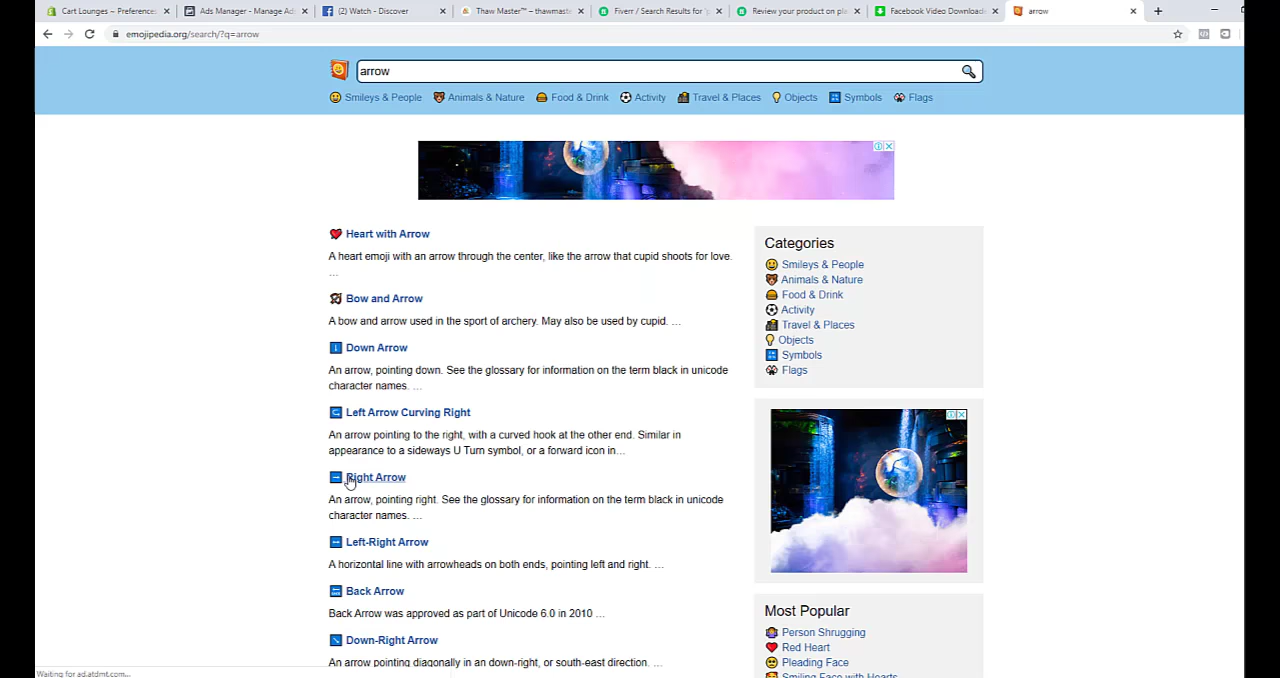 Cart Lounges ~ Preferences
Ads Manager - Manage Ads
(2) Watch - Discover
Thaw Master™ – thawmaste
Fiverr / Search Results for 'p
Review your product on pl
Facebook Video Download
arrow
emojipedia.org/search/?q=arrow
arrow
Smileys & People
Animals & Nature
Food & Drink
Activity
Travel & Places
Objects
Symbols
Flags
Heart with Arrow
A heart emoji with an arrow through the center, like the arrow that cupid shoots for love.
…
Bow and Arrow
A bow and arrow used in the sport of archery. May also be used by cupid. …
Down Arrow
An arrow, pointing down. See the glossary for information on the term black in unicode
character names. …
Left Arrow Curving Right
An arrow pointing to the right, with a curved hook at the other end. Similar in
appearance to a sideways U Turn symbol, or a forward icon in…
Right Arrow
An arrow, pointing right. See the glossary for information on the term black in unicode
character names. …
Left-Right Arrow
A horizontal line with arrowheads on both ends, pointing left and right. …
Back Arrow
Back Arrow was approved as part of Unicode 6.0 in 2010 …
Down-Right Arrow
An arrow pointing diagonally in an down-right, or south-east direction. …
Categories
Smileys & People
Animals & Nature
Food & Drink
Activity
Travel & Places
Objects
Symbols
Flags
Most Popular
Person Shrugging
Red Heart
Pleading Face
Smiling Face with Hearts
Waiting for ad.atdmt.com...